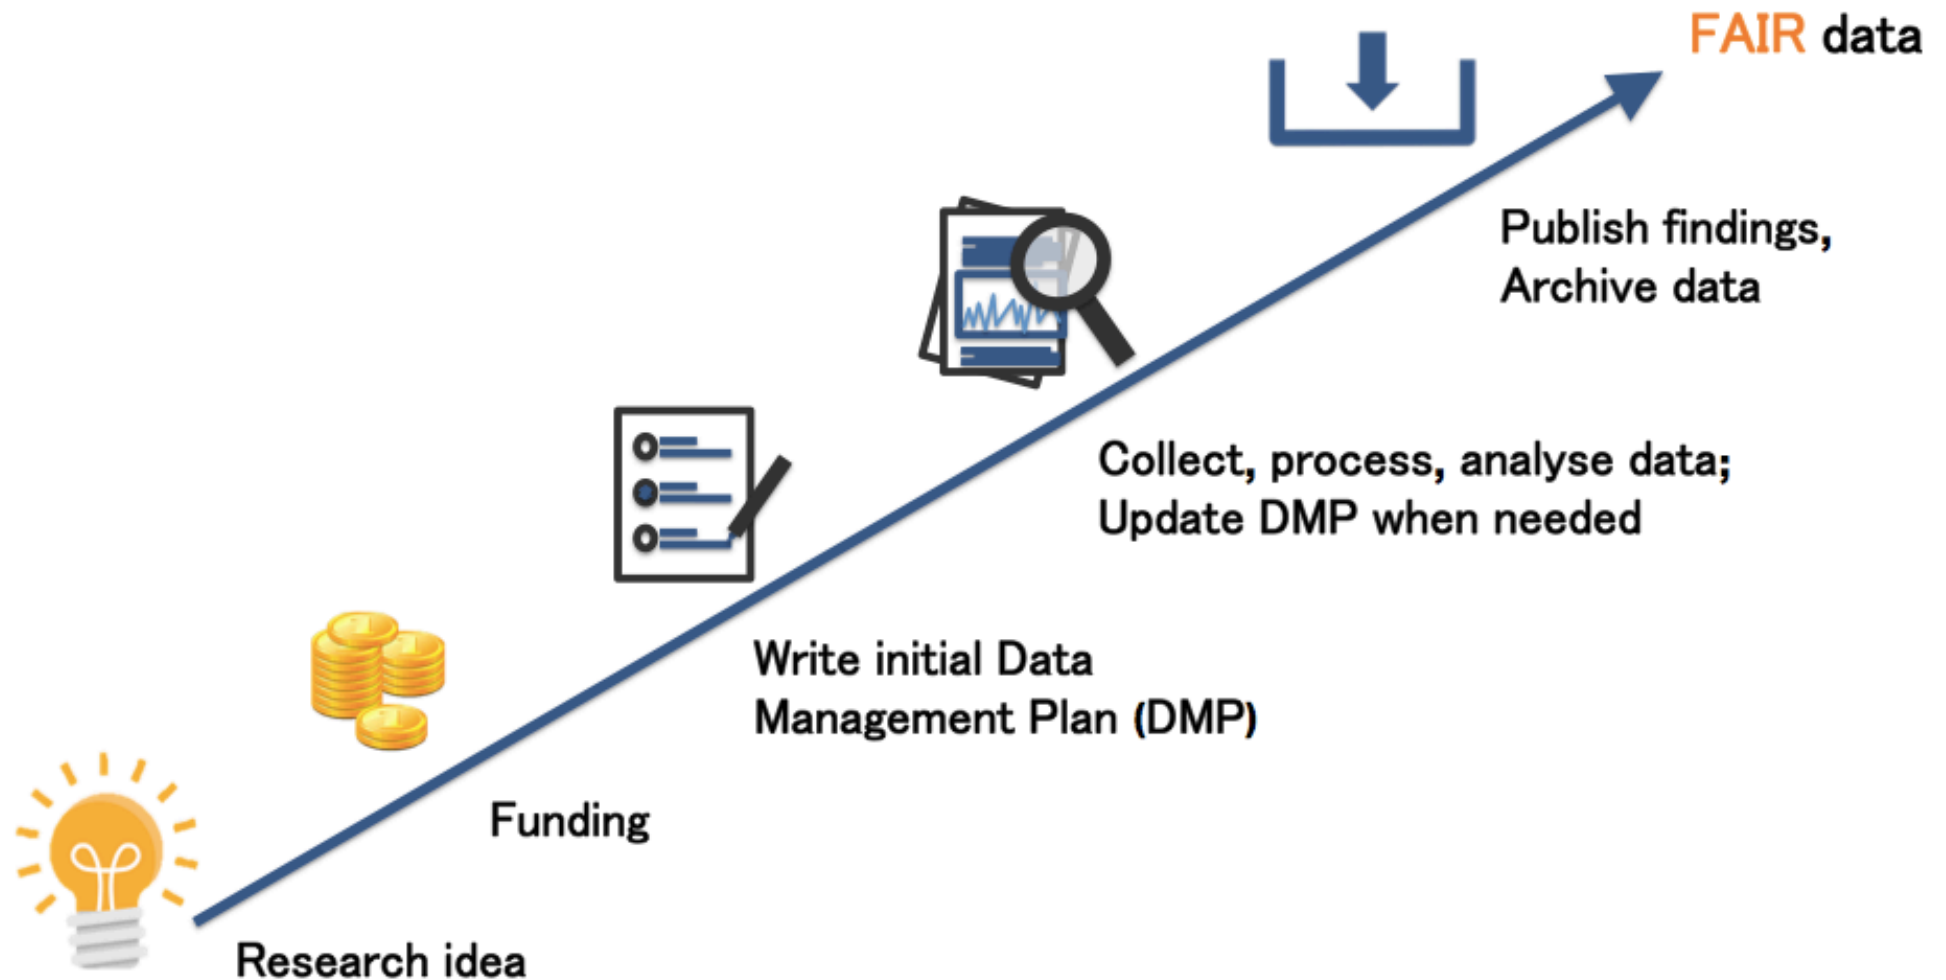 FAIR data
Publish findings,
Archive data
Collect, process, analyse data;
Update DMP when needed
Write initial Data
Management Plan (DMP)
Funding
Research idea